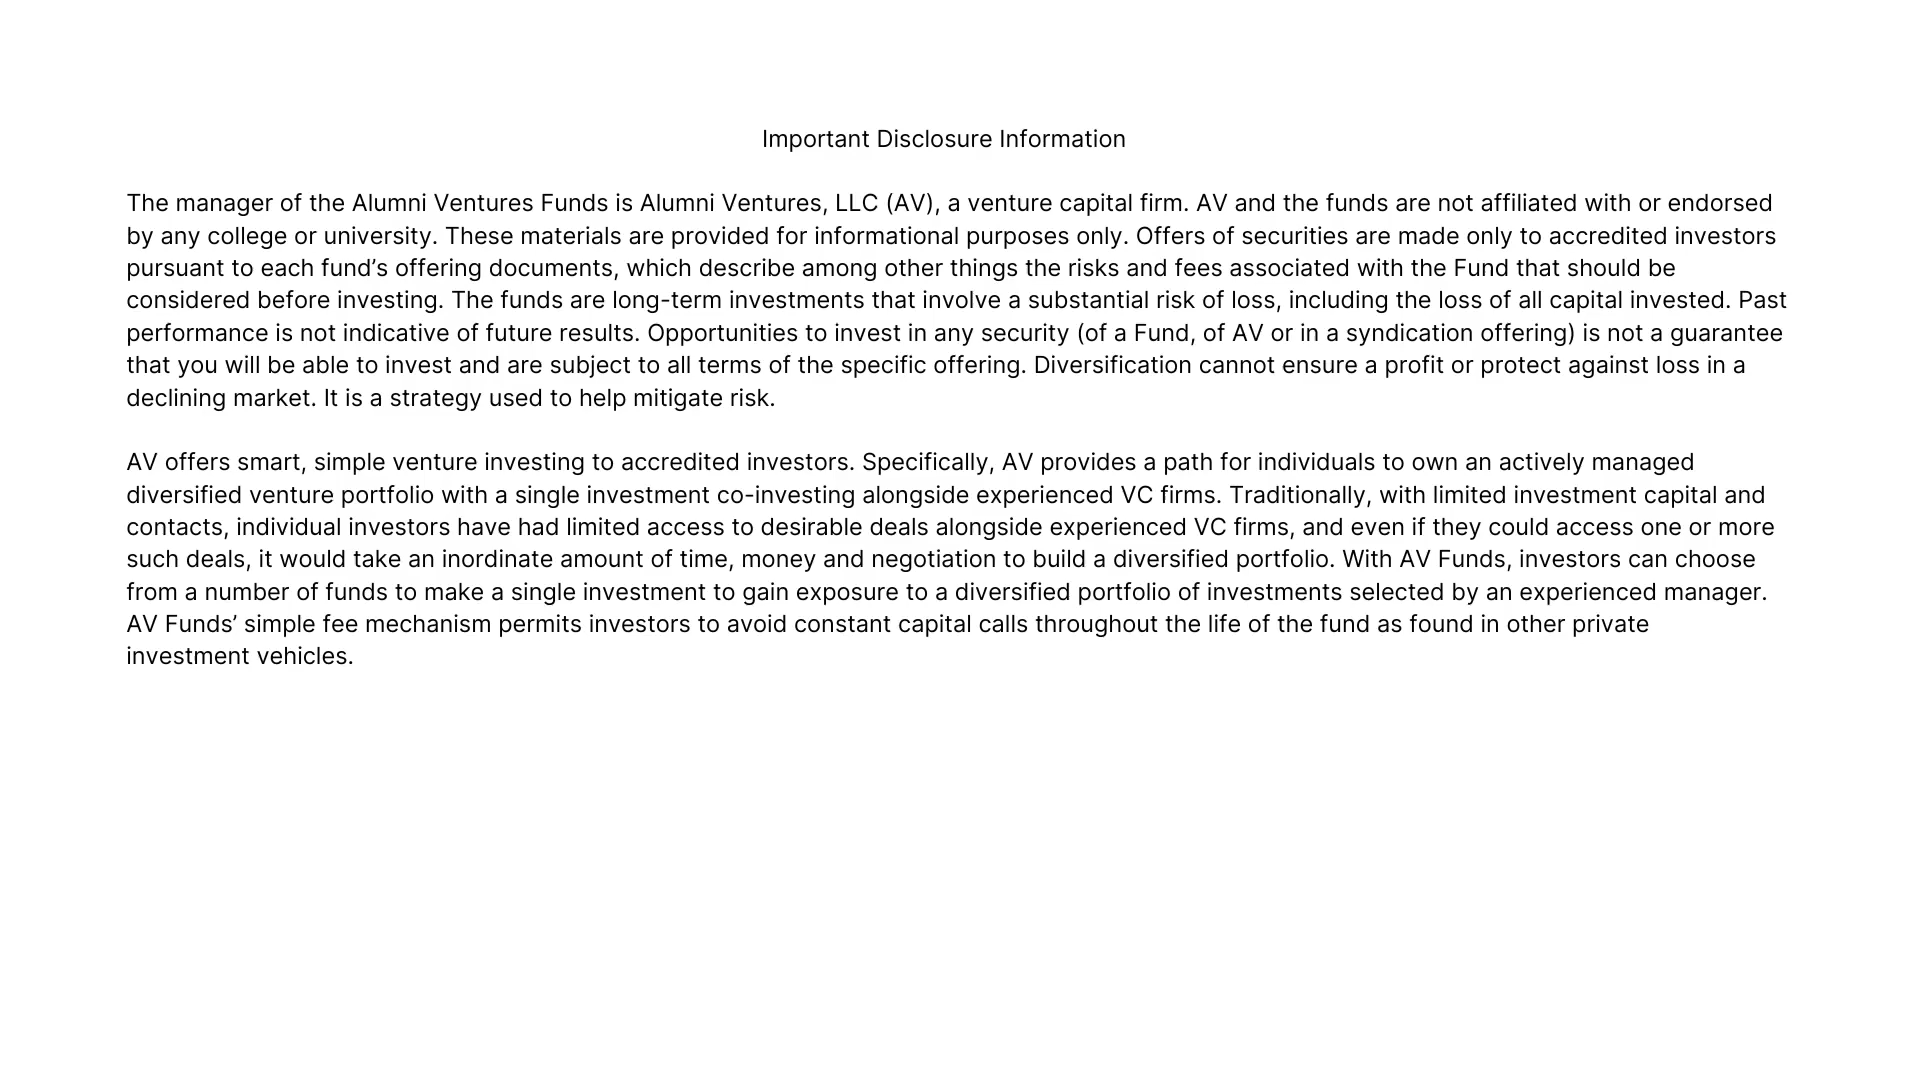 Important Disclosure Information
The manager of the Alumni Ventures Funds is Alumni Ventures, LLC (AV), a venture capital firm. AV and the funds are not affiliated with or endorsed
by any college or university. These materials are provided for informational purposes only. Offers of securities are made only to accredited investors
pursuant to each fund’s offering documents, which describe among other things the risks and fees associated with the Fund that should be
considered before investing. The funds are long-term investments that involve a substantial risk of loss, including the loss of all capital invested. Past
performance is not indicative of future results. Opportunities to invest in any security (of a Fund, of AV or in a syndication offering) is not a guarantee
that you will be able to invest and are subject to all terms of the specific offering. Diversification cannot ensure a profit or protect against loss in a
declining market. It is a strategy used to help mitigate risk.
AV offers smart, simple venture investing to accredited investors. Specifically, AV provides a path for individuals to own an actively managed
diversified venture portfolio with a single investment co-investing alongside experienced VC firms. Traditionally, with limited investment capital and
contacts, individual investors have had limited access to desirable deals alongside experienced VC firms, and even if they could access one or more
such deals, it would take an inordinate amount of time, money and negotiation to build a diversified portfolio. With AV Funds, investors can choose
from a number of funds to make a single investment to gain exposure to a diversified portfolio of investments selected by an experienced manager.
AV Funds’ simple fee mechanism permits investors to avoid constant capital calls throughout the life of the fund as found in other private
investment vehicles.